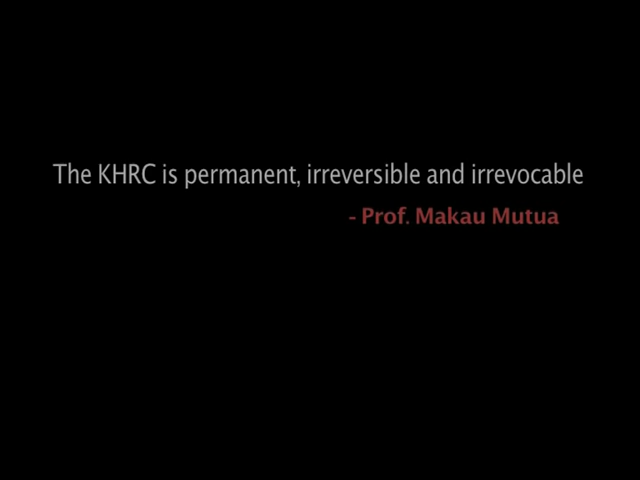 The KHRC is permanent, irreversible and irrevocable
- Prof. Makau Mutua